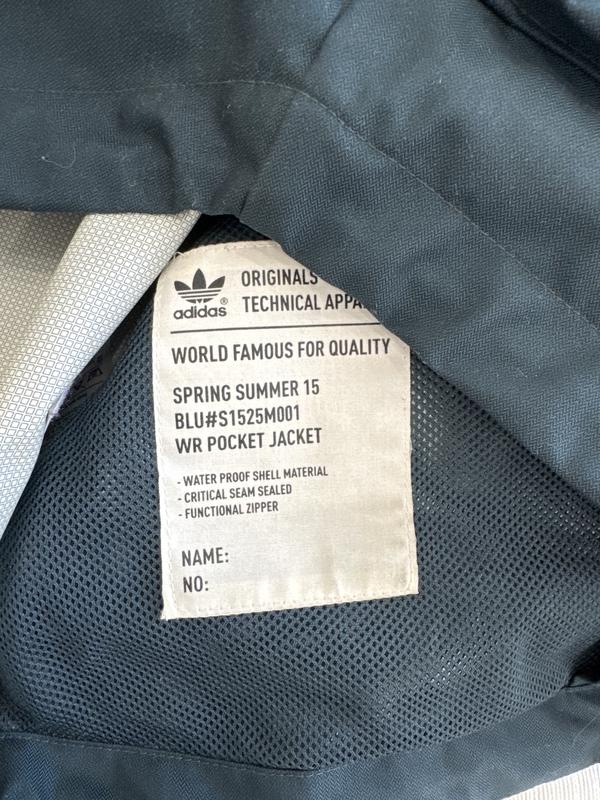 adidas®
ORIGINALS
TECHNICAL
WORLD FAMOUS FOR QUALITY
SPRING SUMMER 15
BLU#S1525M001
WR POCKET JACKET
- WATER PROOF SHELL MATERIAL
- CRITICAL SEAM SEALED
- FUNCTIONAL ZIPPER
NAME:
NO: